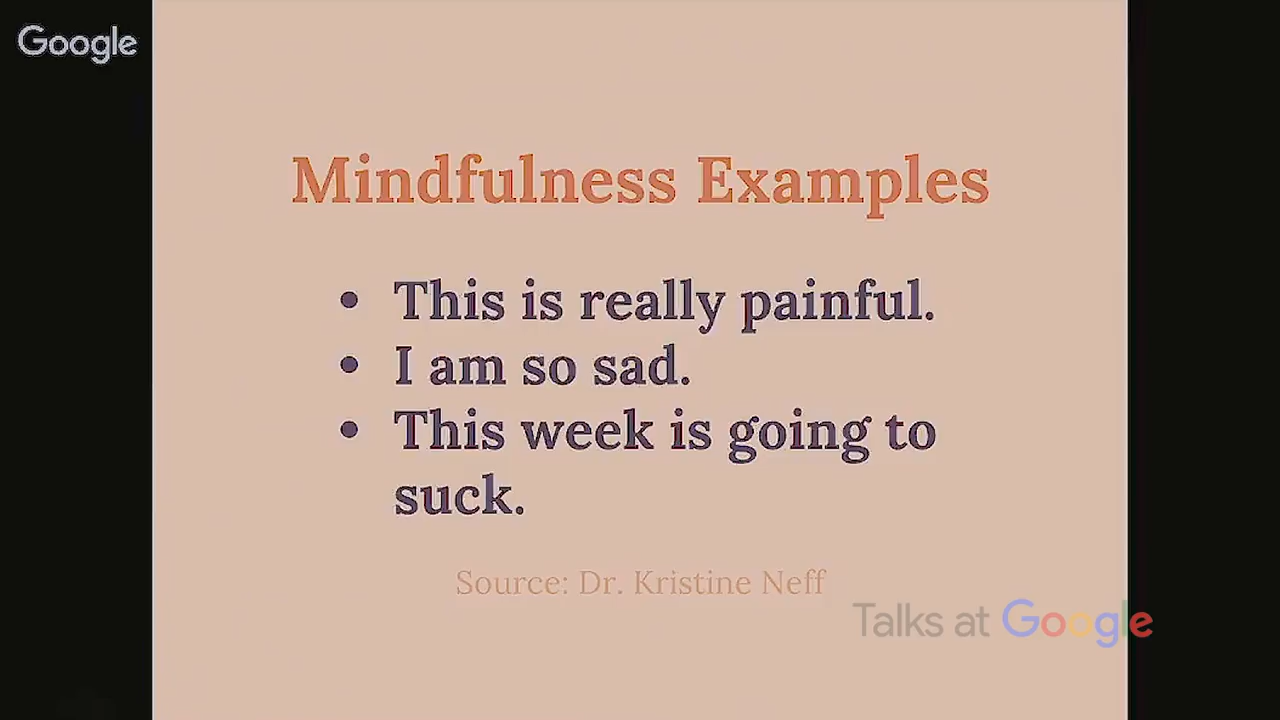 Google
Mindfulness Examples
• This is really painful.
• I am so sad.
• This week is going to
suck.
Source: Dr. Kristine Neff
Talks at Google